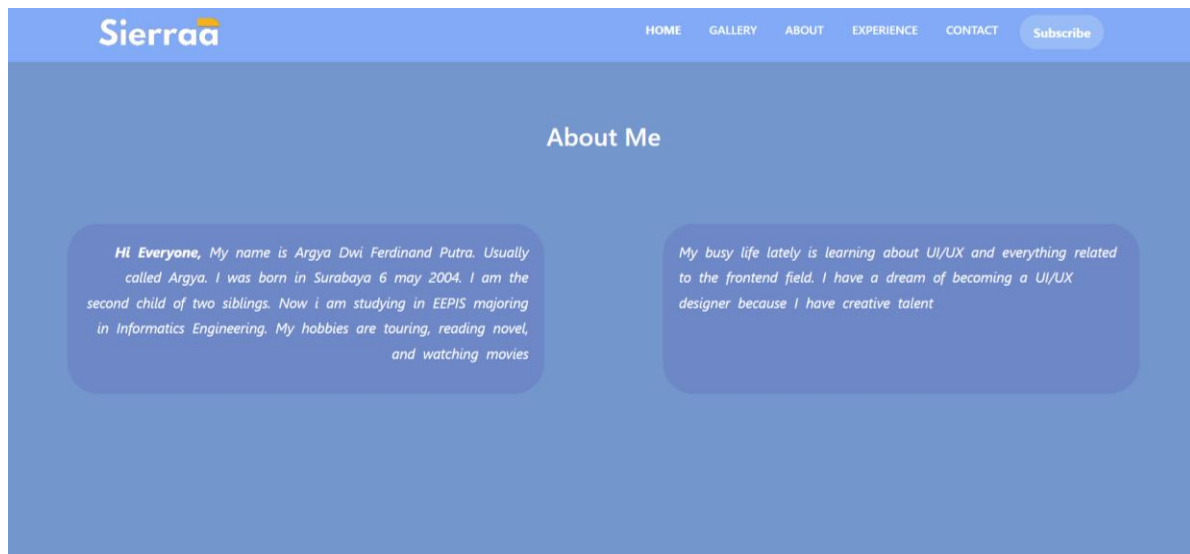 Sierraa
HOME GALLERY ABOUT EXPERIENCE CONTACT Subscribe
About Me
Hi Everyone, My name is Argya Dwi Ferdinand Putra. Usually
called Argya. I was born in Surabaya 6 may 2004. I am the
second child of two siblings. Now i am studying in EEPIS majoring
in Informatics Engineering. My hobbies are touring, reading novel,
and watching movies
My busy life lately is learning about UI/UX and everything related
to the frontend field. I have a dream of becoming a UI/UX
designer because I have creative talent